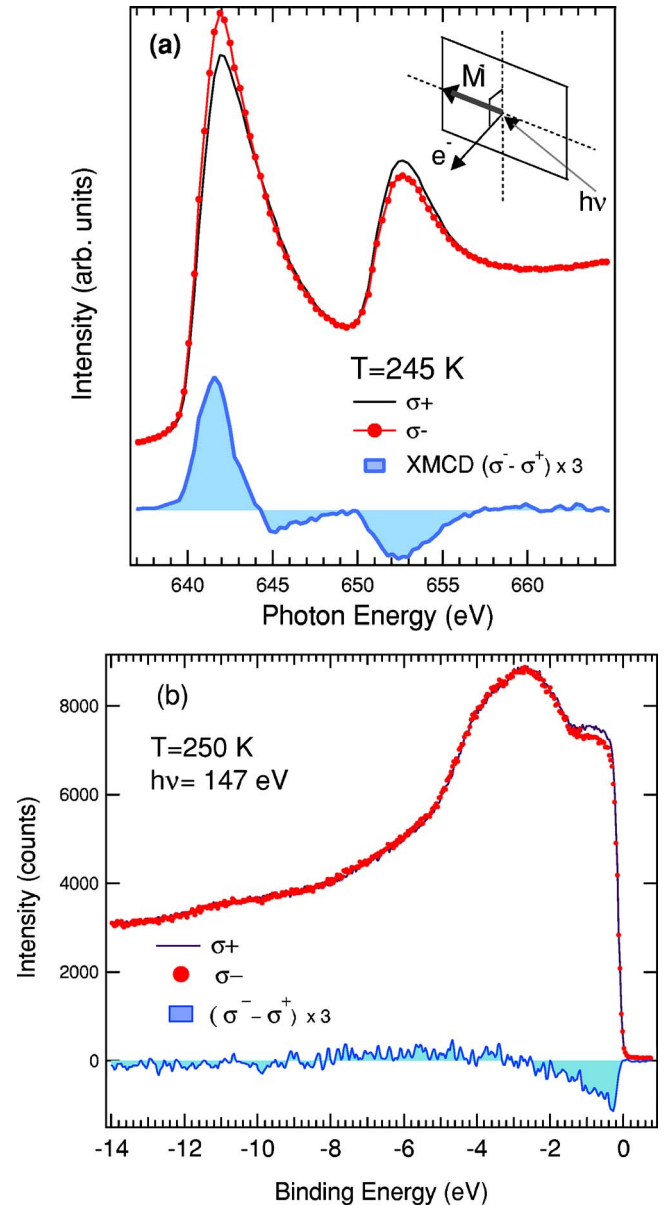 (a)
M
e-
hν
Intensity (arb. units)
T=245 K
σ+
σ-
XMCD (σ⁻- σ⁺) x 3
640 645 650 655 660
Photon Energy (eV)
(b)
8000
T=250 K
hν= 147 eV
6000
Intensity (counts)
4000
σ+
2000
σ−
( σ⁻ − σ⁺) x 3
0
-14 -12 -10 -8 -6 -4 -2 0
Binding Energy (eV)